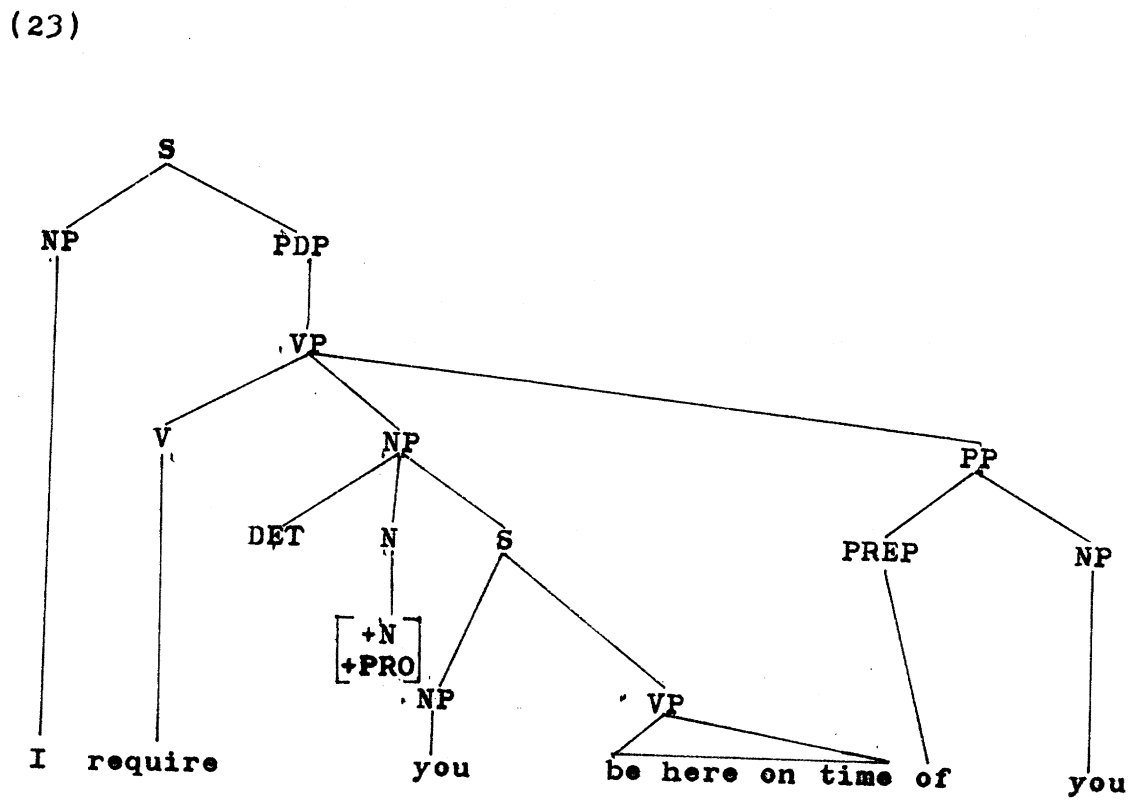 (23)
S
NP PDP
VP
V NP PP
DET N S PREP NP
[+N
+PRO]
NP VP
I require you be here on time of you